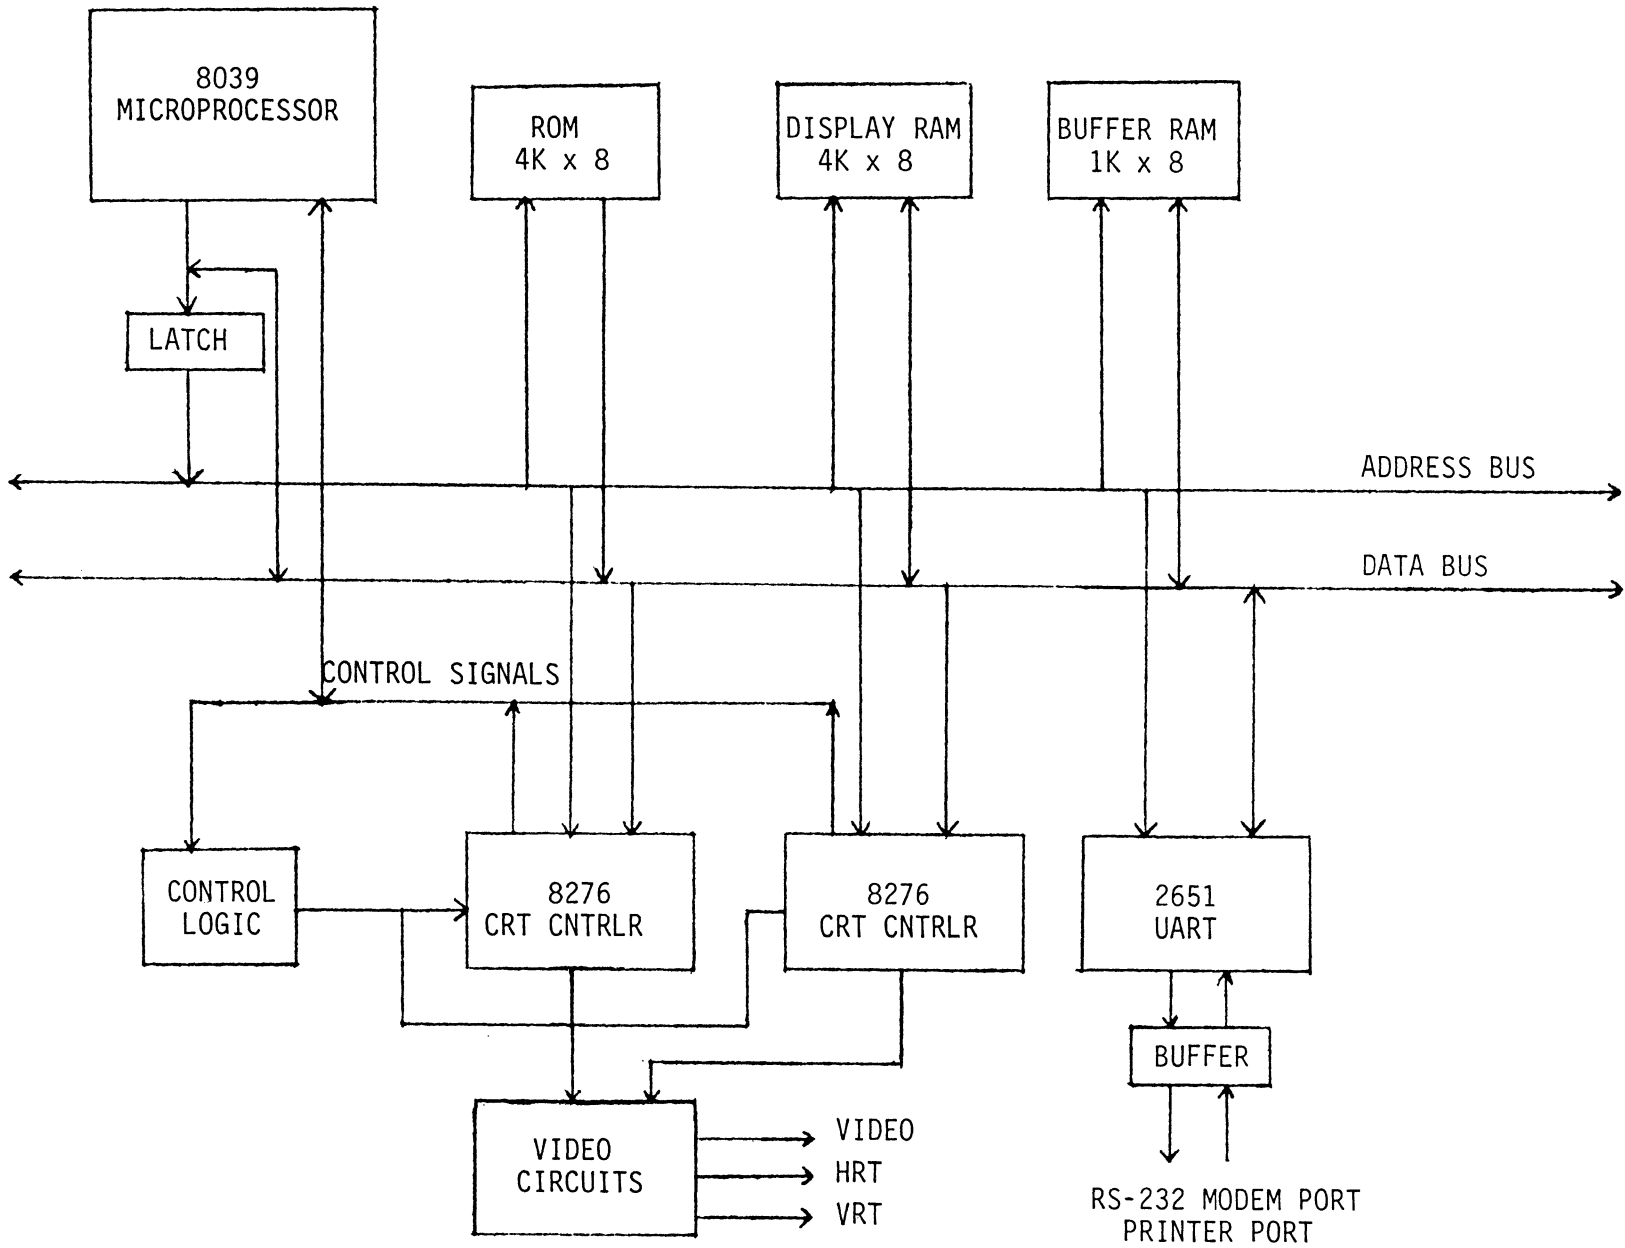 8039
MICROPROCESSOR
ROM
4K x 8
DISPLAY RAM
4K x 8
BUFFER RAM
1K x 8
LATCH
ADDRESS BUS
DATA BUS
CONTROL SIGNALS
CONTROL
LOGIC
8276
CRT CNTRLR
8276
CRT CNTRLR
2651
UART
BUFFER
VIDEO
CIRCUITS
VIDEO
HRT
VRT
RS-232 MODEM PORT
PRINTER PORT